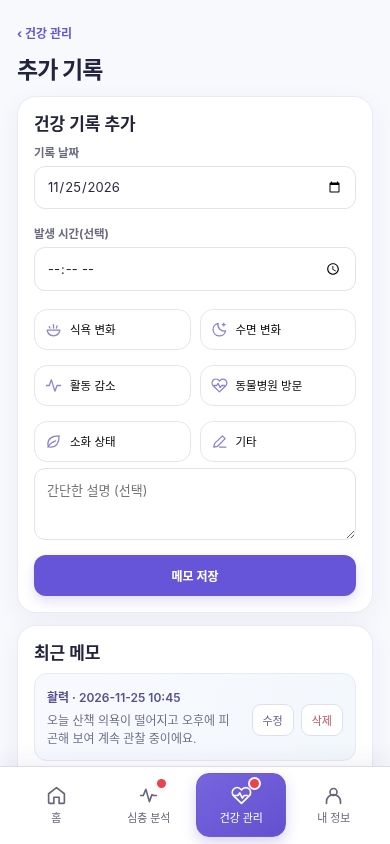 ‹ 건강 관리
추가 기록
건강 기록 추가
기록 날짜
11/25/2026
발생 시간(선택)
--:-- --
식욕 변화
수면 변화
활동 감소
동물병원 방문
소화 상태
기타
간단한 설명 (선택)
메모 저장
최근 메모
활력 · 2026-11-25 10:45
오늘 산책 의욕이 떨어지고 오후에 피
곤해 보여 계속 관찰 중이에요.
수정
삭제
홈
심층 분석
건강 관리
내 정보